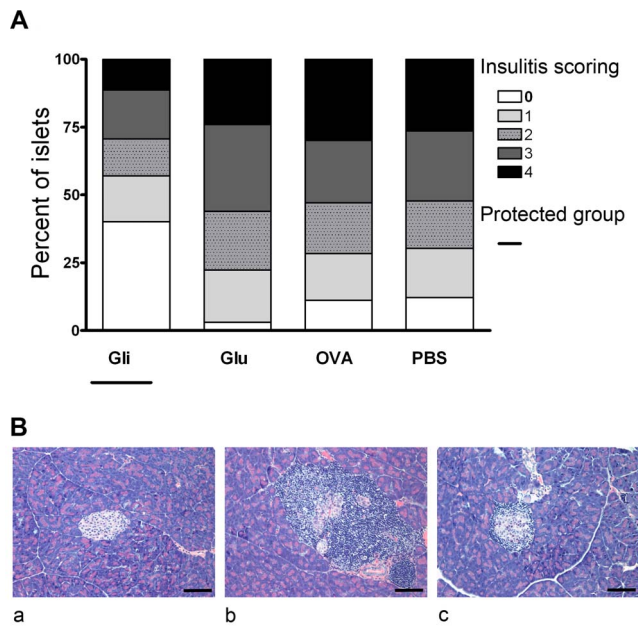 A
Percent of islets
100
75
50
25
0
Gli
Glu
OVA
PBS
Insulitis scoring
0
1
2
3
4
Protected group
B
a
b
c